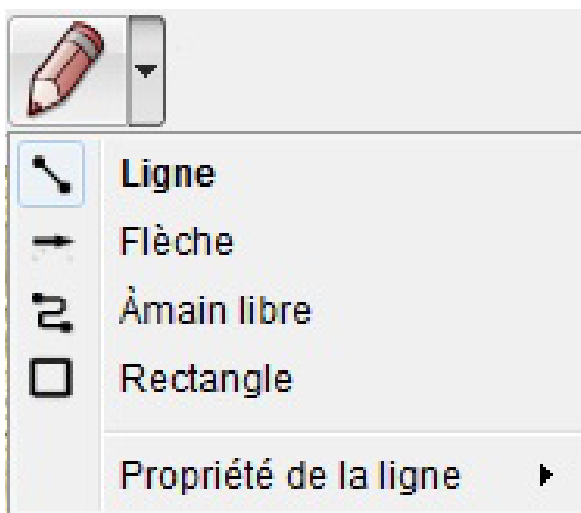 Ligne
Flèche
Àmain libre
Rectangle
Propriété de la ligne